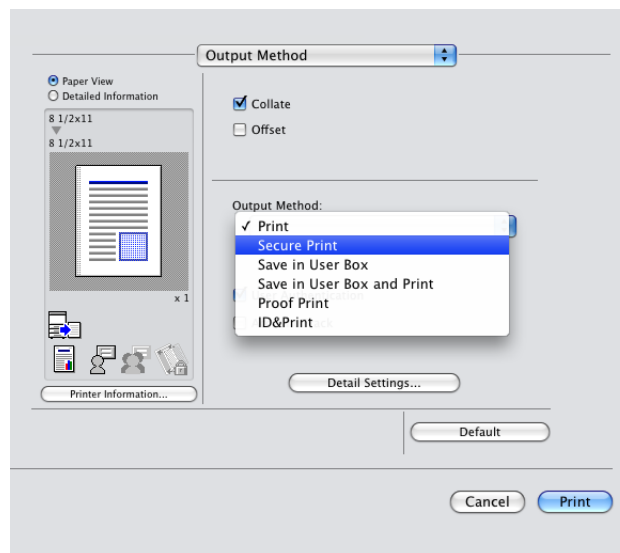 Output Method
Paper View
Detailed Information
8 1/2x11
8 1/2x11
x 1
Printer Information...
Collate
Offset
Output Method:
✓ Print
Secure Print
Save in User Box
Save in User Box and Print
Proof Print
ID&Print
Detail Settings...
Default
Cancel
Print